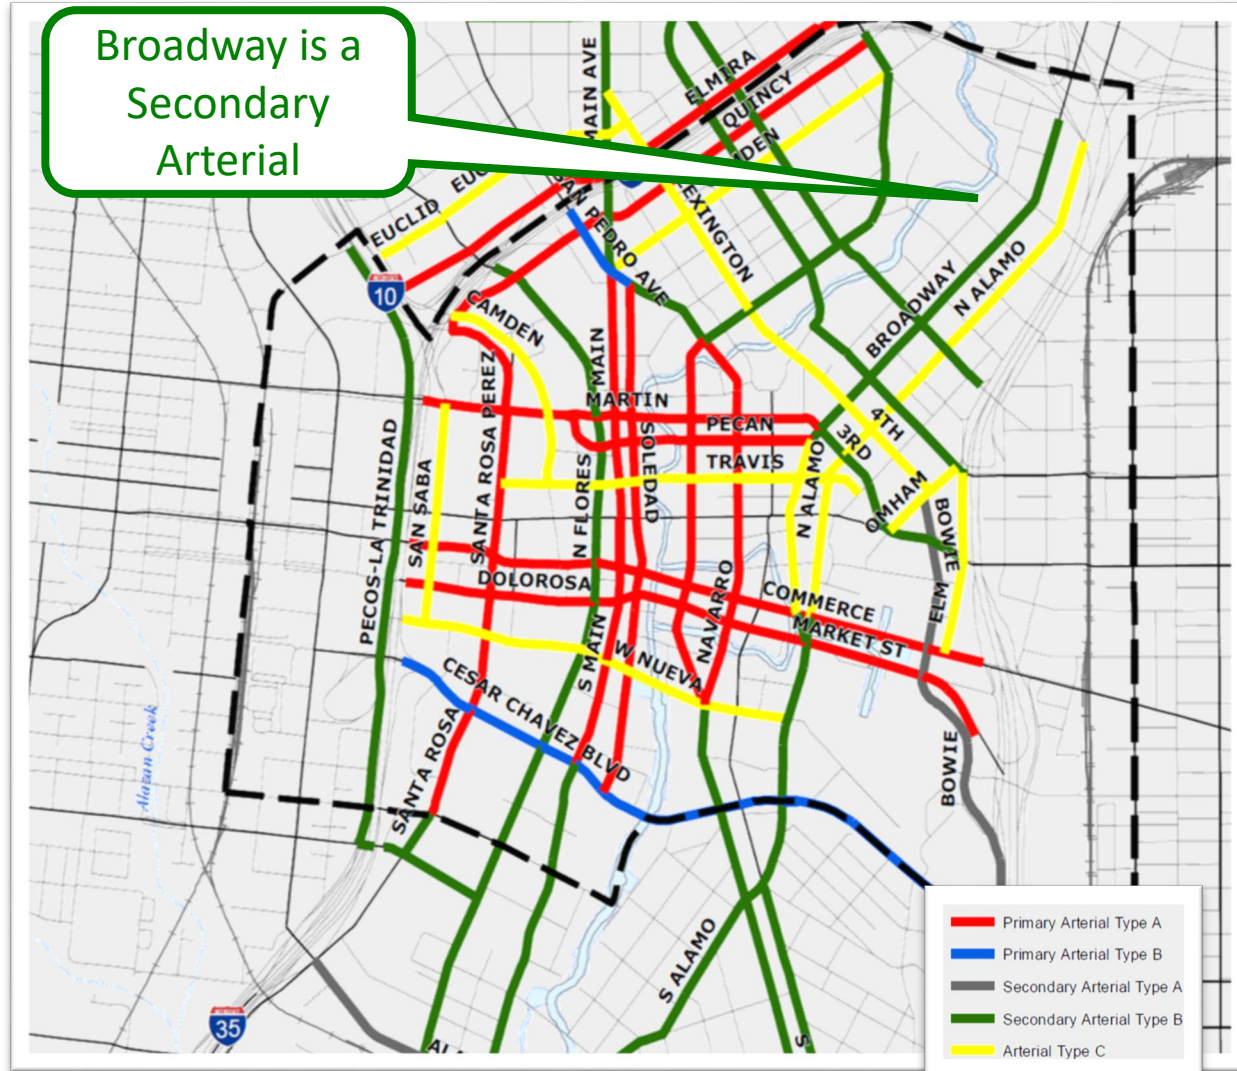 Broadway is a
Secondary
Arterial
MAIN AVE
ELMIRA
QUINCY
EUCLID
SAN PEDRO AVE
LEXINGTON
10
CAMDEN
BROADWAY
N ALAMO
MAIN
MARTIN
PECAN
4TH
3RD
SANTA ROSA PEREZ
SOLEDAD
TRAVIS
PECOS-LA TRINIDAD
SAN SABA
N FLORES
N ALAMO
OMHAM
BOWIE
DOLOROSA
NAVARRO
COMMERCE
ELM
MARKET ST
S MAIN
W NUEVA
CESAR CHAVEZ BLVD
SANTA ROSA
BOWIE
Alazan Creek
S ALAMO
35
Primary Arterial Type A
Primary Arterial Type B
Secondary Arterial Type A
Secondary Arterial Type B
Arterial Type C